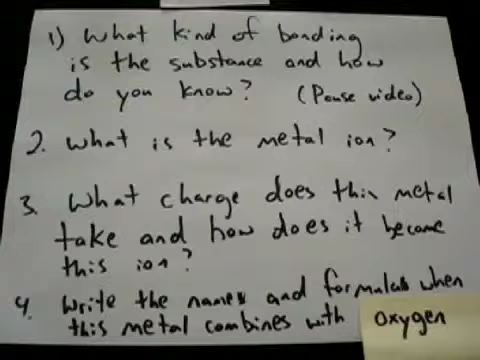 1) What kind of bonding
is the substance and how
do you know? (Pause video)
2. What is the metal ion?
3. What charge does this metal
take and how does it become
this ion?
4. Write the names and formulas when
this metal combines with oxygen